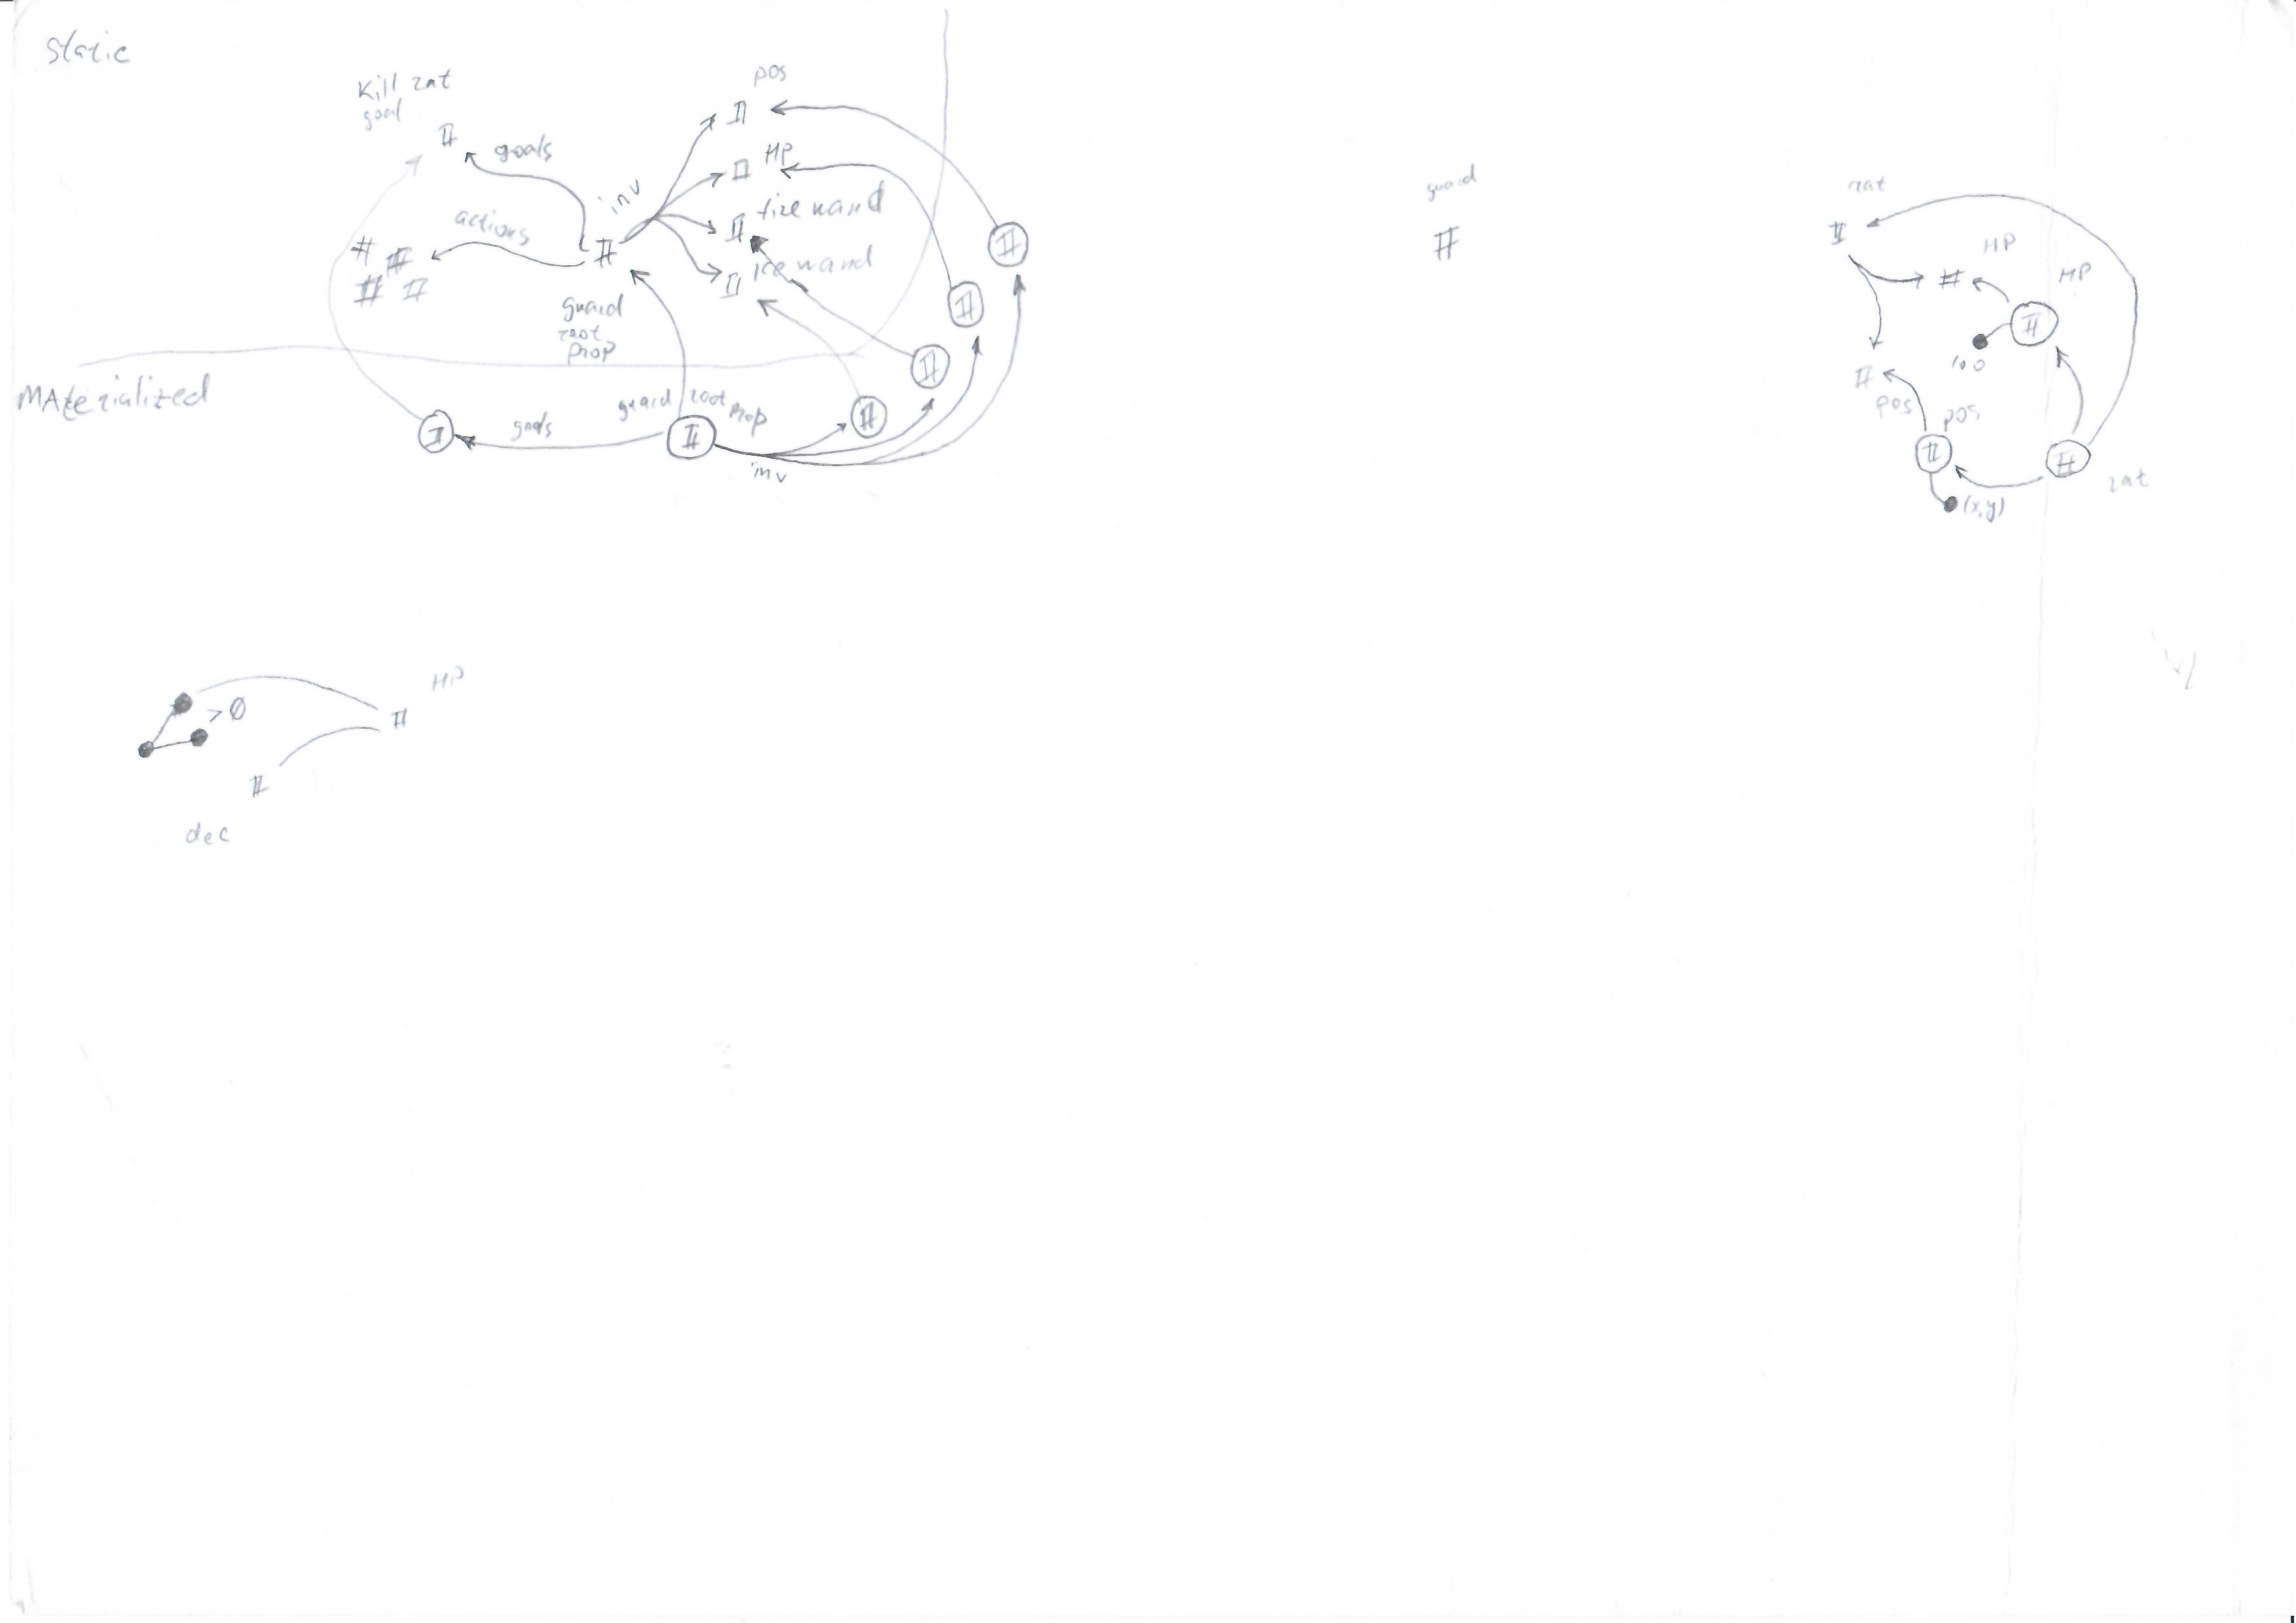 Static
Kill rat
goal
goals
actions
inv
pos
HP
fire wand
ice wand
guard
root
prop
MAterialized
goals
guard root prop
inv
guard
rat
HP
HP
100
pos
pos
(x,y)
rat
HP
>0
dec